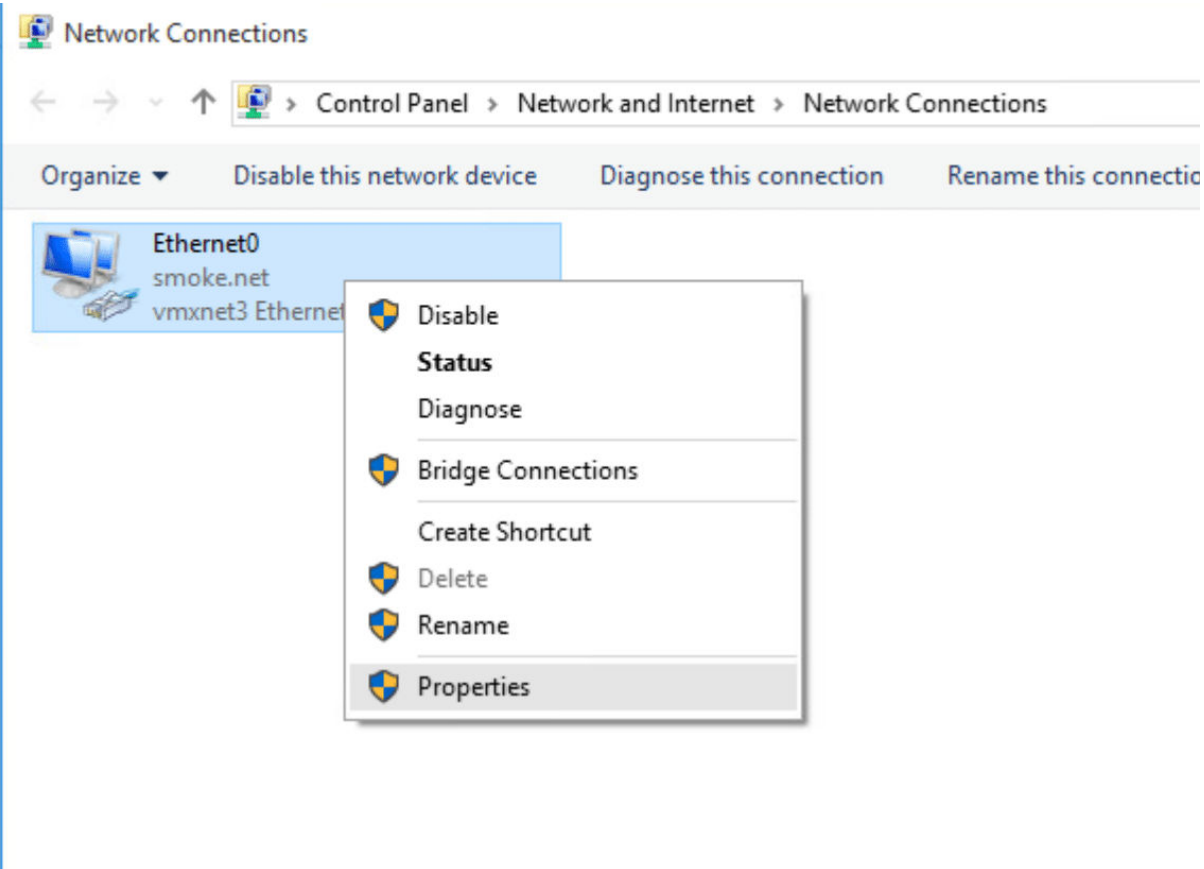 Network Connections
Control Panel > Network and Internet > Network Connections
Organize Disable this network device Diagnose this connection Rename this connectio
Ethernet0
smoke.net
vmxnet3 Ethernet
Disable
Status
Diagnose
Bridge Connections
Create Shortcut
Delete
Rename
Properties